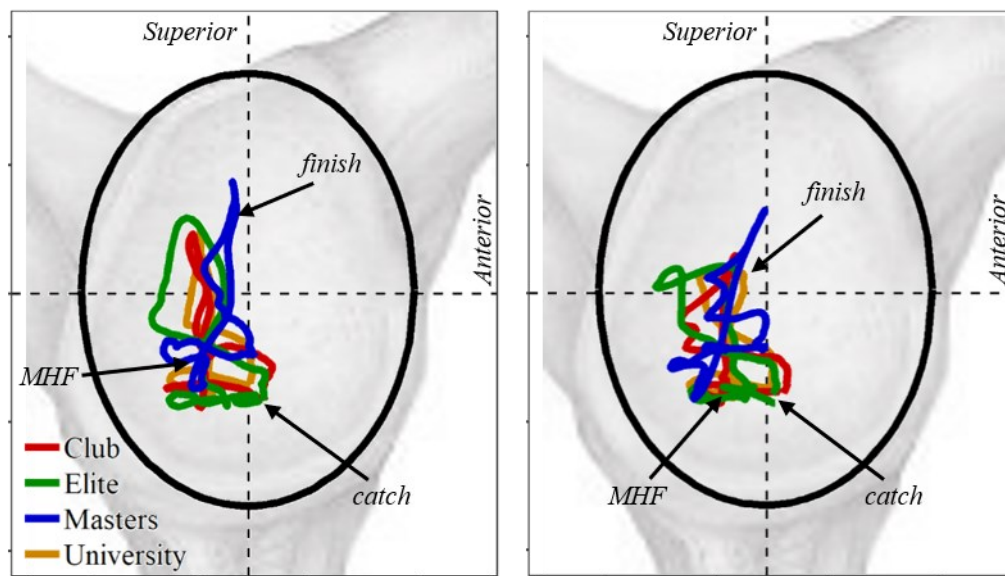 Superior
finish
Anterior
MHF
catch
Club
Elite
Masters
University
Superior
finish
Anterior
MHF
catch